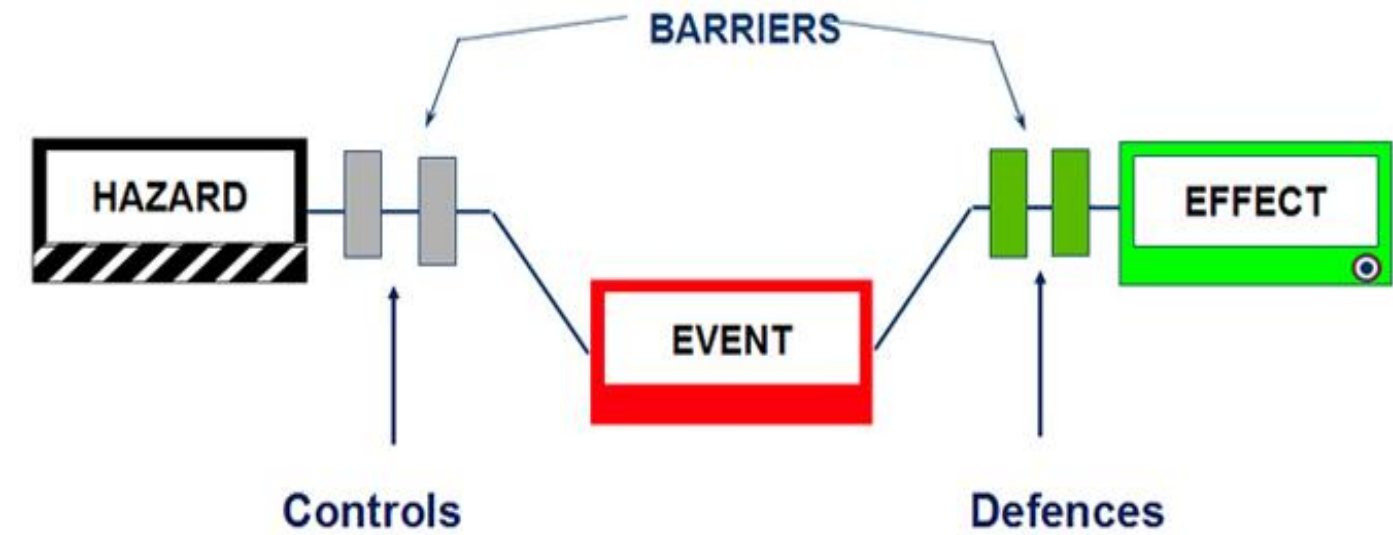 BARRIERS
HAZARD
EFFECT
EVENT
Controls
Defences